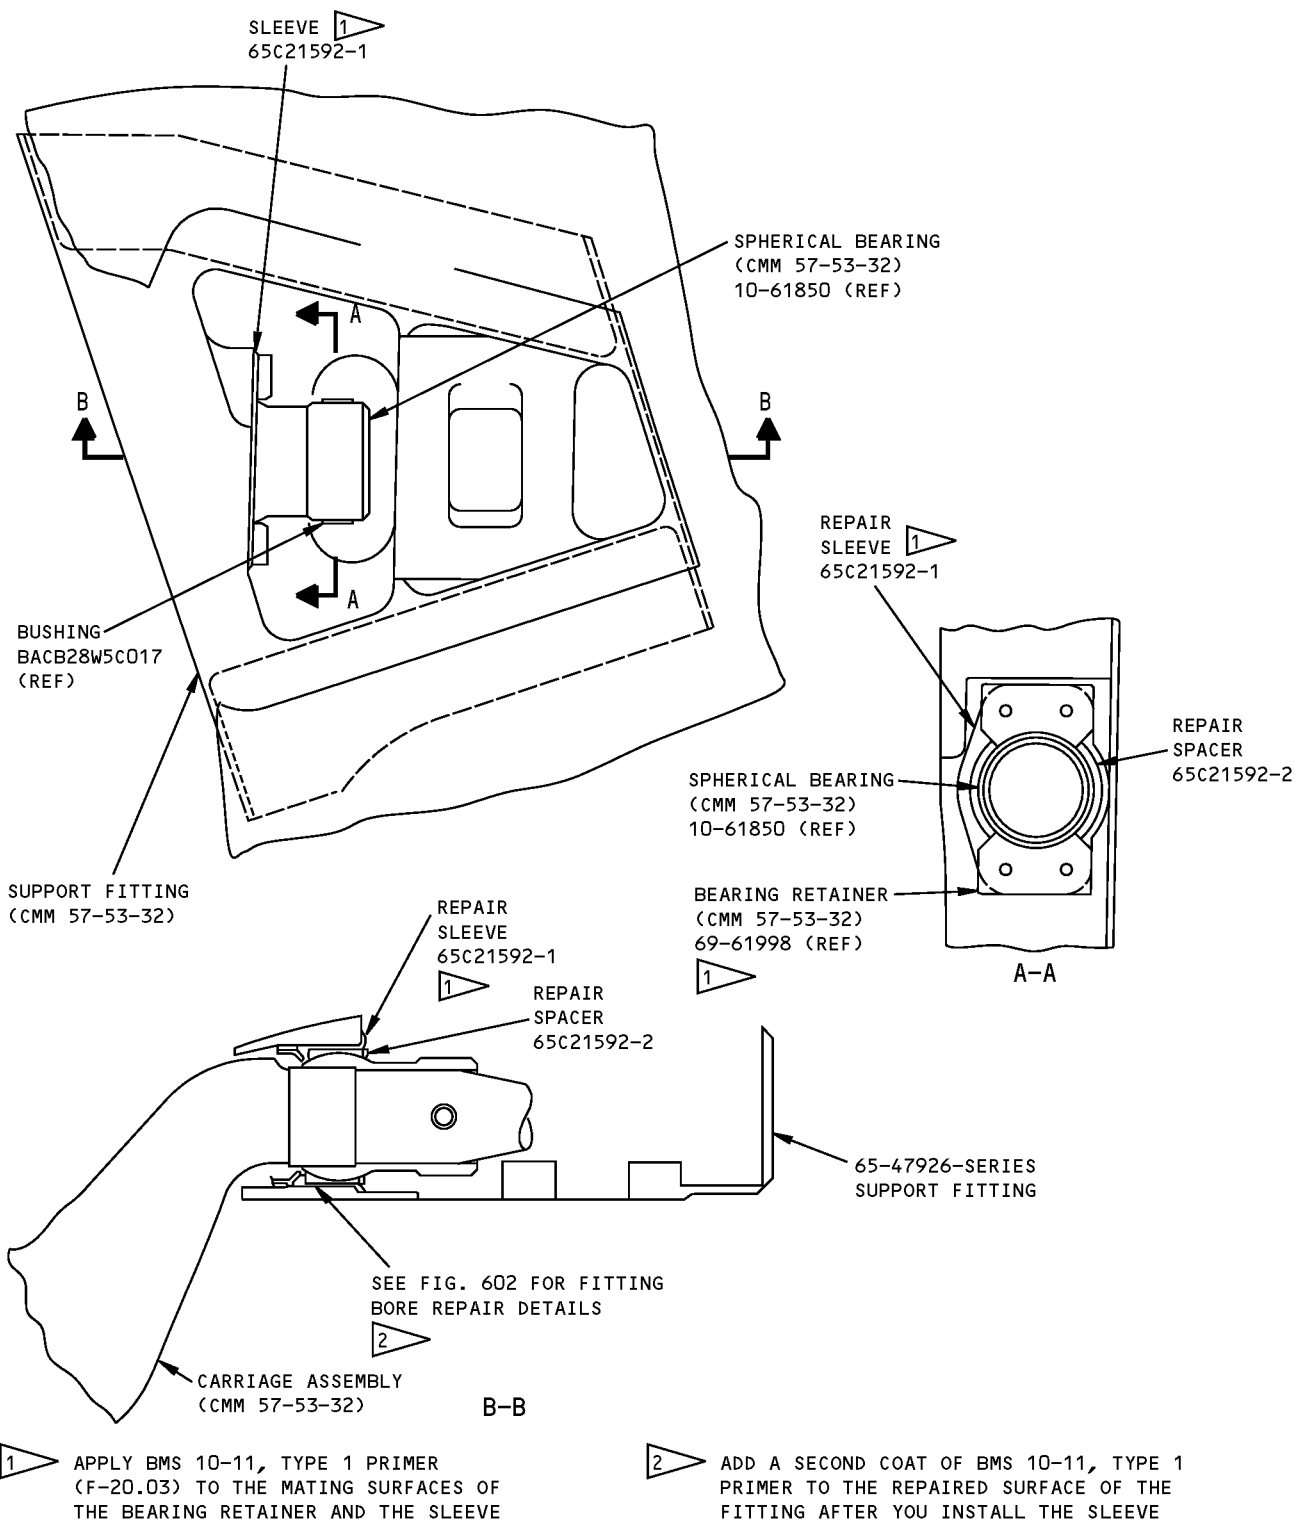 SLEEVE 1
65C21592-1
SPHERICAL BEARING
(CMM 57-53-32)
10-61850 (REF)
A
B
B
A
BUSHING
BACB28W5C017
(REF)
SUPPORT FITTING
(CMM 57-53-32)
REPAIR
SLEEVE 1
65C21592-1
REPAIR
SPACER
65C21592-2
SPHERICAL BEARING
(CMM 57-53-32)
10-61850 (REF)
BEARING RETAINER
(CMM 57-53-32)
69-61998 (REF)
1
A-A
REPAIR
SLEEVE
65C21592-1
1
REPAIR
SPACER
65C21592-2
65-47926-SERIES
SUPPORT FITTING
SEE FIG. 602 FOR FITTING
BORE REPAIR DETAILS
2
CARRIAGE ASSEMBLY
(CMM 57-53-32)
B-B
1 APPLY BMS 10-11, TYPE 1 PRIMER
(F-20.03) TO THE MATING SURFACES OF
THE BEARING RETAINER AND THE SLEEVE
2 ADD A SECOND COAT OF BMS 10-11, TYPE 1
PRIMER TO THE REPAIRED SURFACE OF THE
FITTING AFTER YOU INSTALL THE SLEEVE